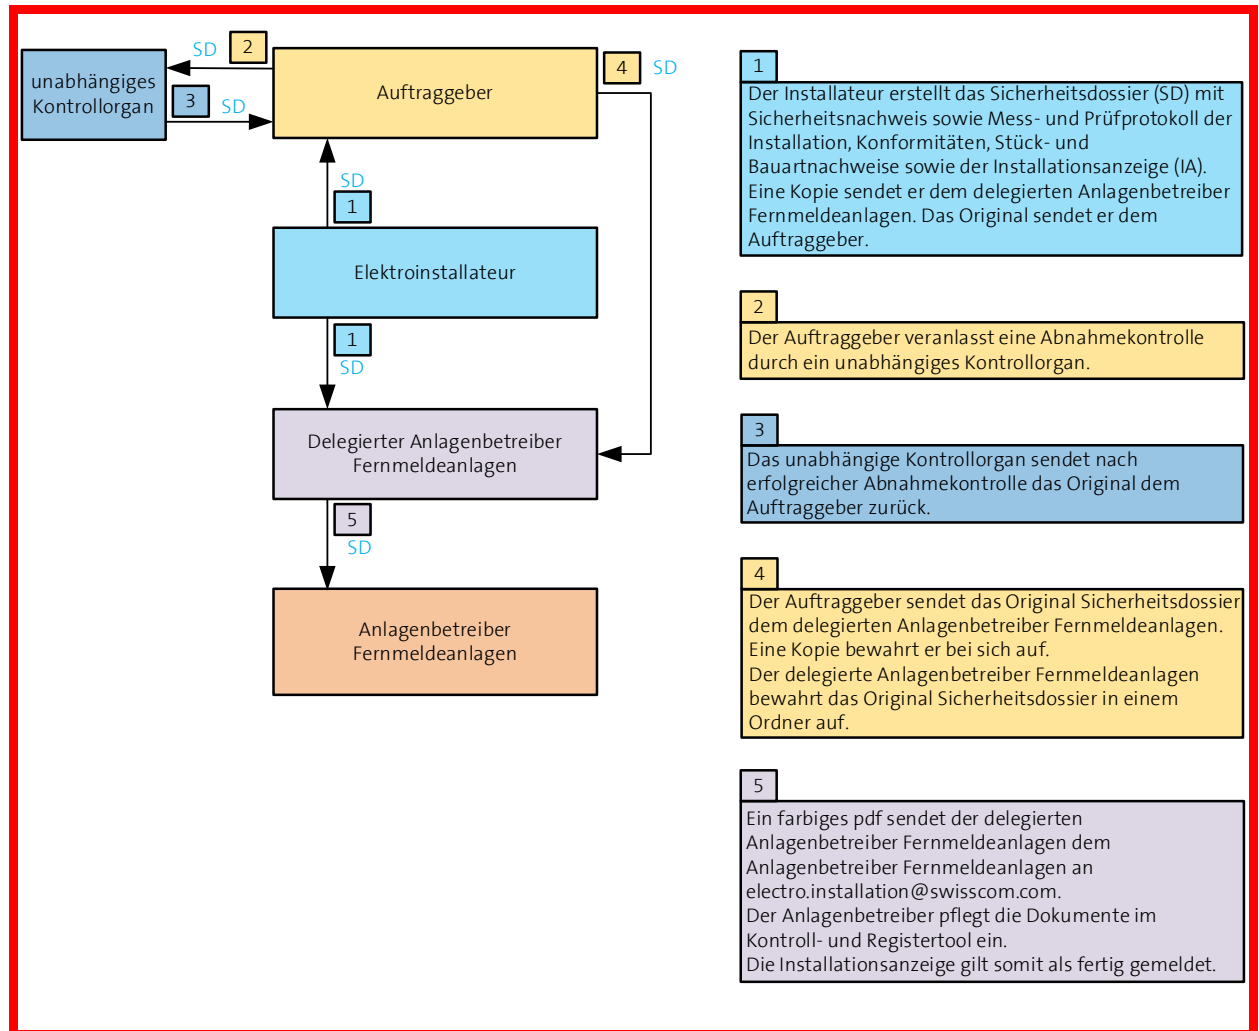 SD
2
unabhängiges
Kontrollorgan
3
SD
Auftraggeber
4
SD
SD
1
Elektroinstallateur
1
SD
Delegierter Anlagenbetreiber
Fernmeldeanlagen
5
SD
Anlagenbetreiber
Fernmeldeanlagen
1
Der Installateur erstellt das Sicherheitsdossier (SD) mit
Sicherheitsnachweis sowie Mess- und Prüfprotokoll der
Installation, Konformitäten, Stück- und
Bauartnachweise sowie der Installationsanzeige (IA).
Eine Kopie sendet er dem delegierten Anlagenbetreiber
Fernmeldeanlagen. Das Original sendet er dem
Auftraggeber.
2
Der Auftraggeber veranlasst eine Abnahmekontrolle
durch ein unabhängiges Kontrollorgan.
3
Das unabhängige Kontrollorgan sendet nach
erfolgreicher Abnahmekontrolle das Original dem
Auftraggeber zurück.
4
Der Auftraggeber sendet das Original Sicherheitsdossier
dem delegierten Anlagenbetreiber Fernmeldeanlagen.
Eine Kopie bewahrt er bei sich auf.
Der delegierte Anlagenbetreiber Fernmeldeanlagen
bewahrt das Original Sicherheitsdossier in einem
Ordner auf.
5
Ein farbiges pdf sendet der delegierten
Anlagenbetreiber Fernmeldeanlagen dem
Anlagenbetreiber Fernmeldeanlagen an
electro.installation@swisscom.com.
Der Anlagenbetreiber pflegt die Dokumente im
Kontroll- und Registertool ein.
Die Installationsanzeige gilt somit als fertig gemeldet.